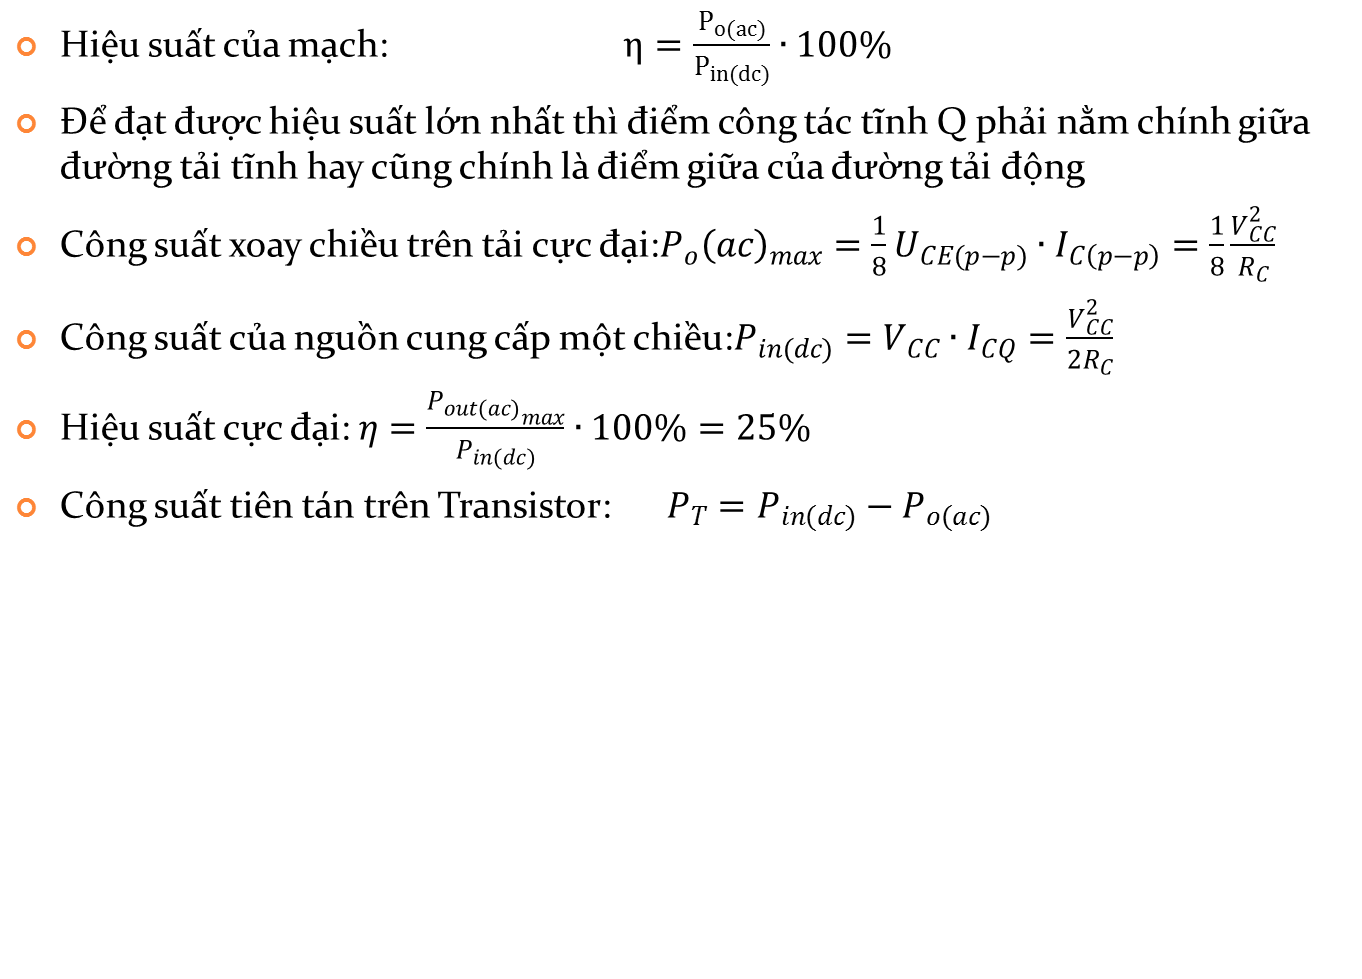 Hiệu suất của mạch: η = P_o(ac) / P_in(dc) · 100%
Để đạt được hiệu suất lớn nhất thì điểm công tác tĩnh Q phải nằm chính giữa
đường tải tĩnh hay cũng chính là điểm giữa của đường tải động
Công suất xoay chiều trên tải cực đại:P_o(ac)_max = 1/8 U_CE(p−p) · I_C(p−p) = 1/8 V_CC^2/R_C
Công suất của nguồn cung cấp một chiều:P_in(dc) = V_CC · I_CQ = V_CC^2/2R_C
Hiệu suất cực đại: η = P_out(ac)_max / P_in(dc) · 100% = 25%
Công suất tiên tán trên Transistor: P_T = P_in(dc) − P_o(ac)